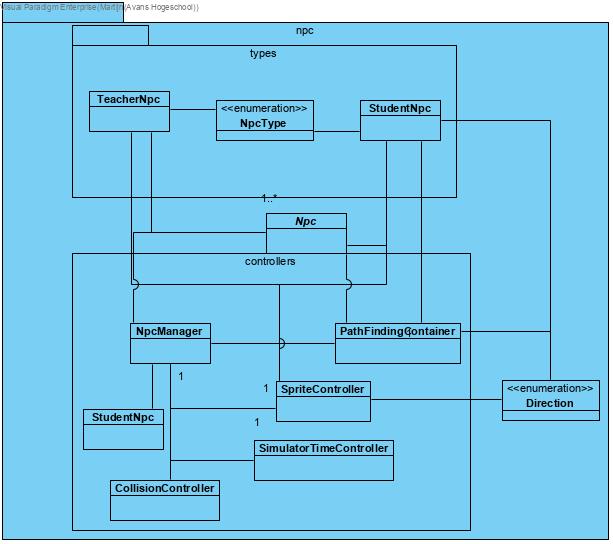 Visual Paradigm Enterprise(Martijn(Avans Hogeschool))
npc
types
TeacherNpc
<<enumeration>>
NpcType
StudentNpc
1..*
Npc
controllers
NpcManager
PathFindingContainer
1
1
SpriteController
<<enumeration>>
Direction
StudentNpc
1
SimulatorTimeController
CollisionController